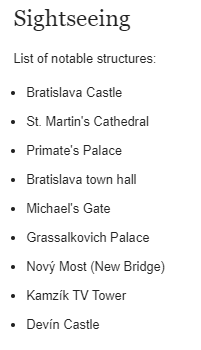 Sightseeing
List of notable structures:
Bratislava Castle
St. Martin's Cathedral
Primate's Palace
Bratislava town hall
Michael's Gate
Grassalkovich Palace
Nový Most (New Bridge)
Kamzík TV Tower
Devín Castle